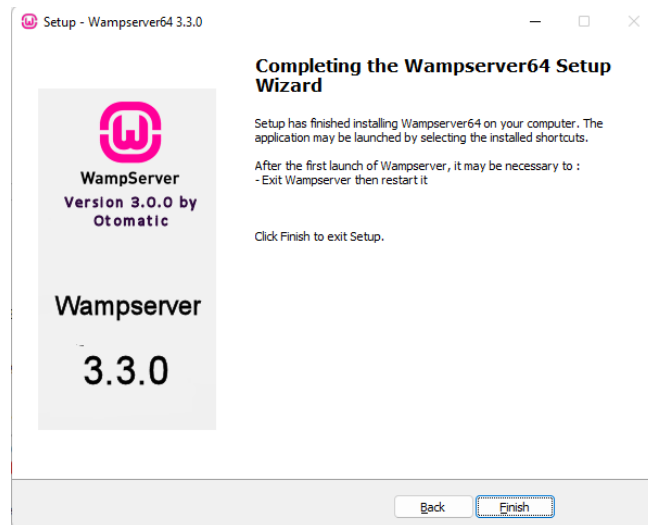 Setup - Wampserver64 3.3.0
Completing the Wampserver64 Setup
Wizard
Setup has finished installing Wampserver64 on your computer. The
application may be launched by selecting the installed shortcuts.
After the first launch of Wampserver, it may be necessary to :
- Exit Wampserver then restart it
Click Finish to exit Setup.
WampServer
Version 3.0.0 by
Otomatic
Wampserver
3.3.0
Back
Finish